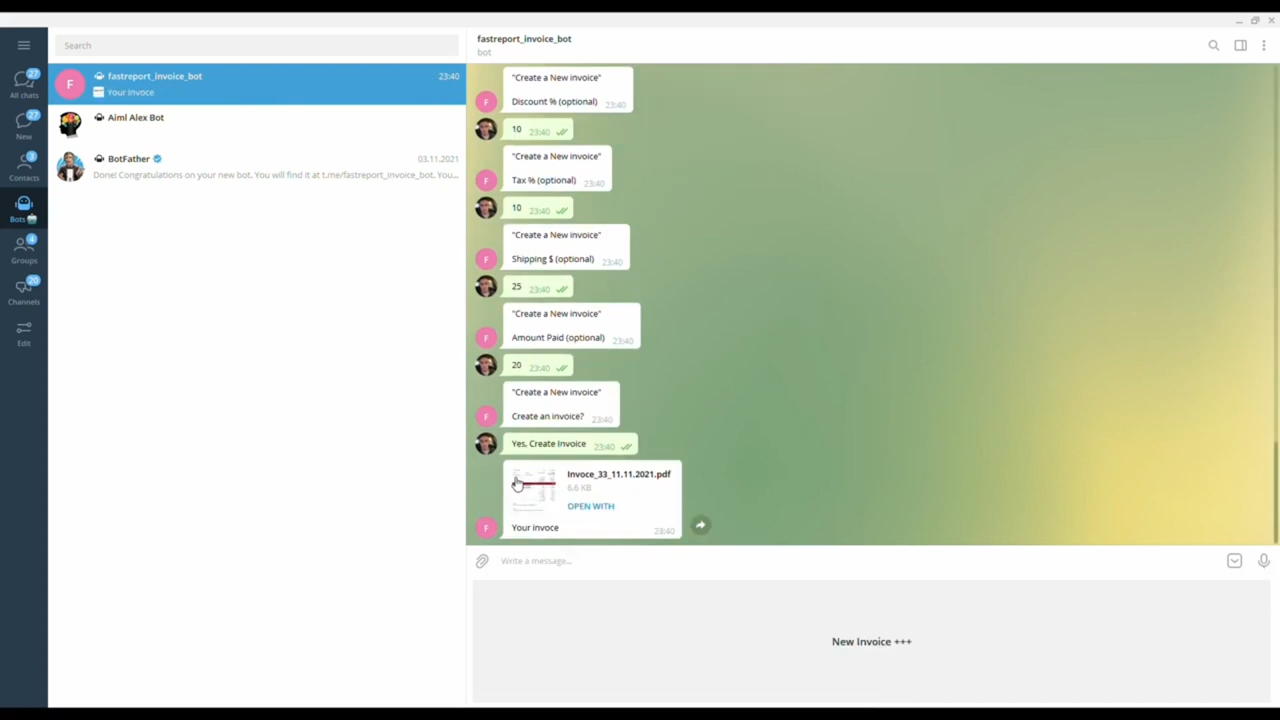 Search
27
All chats
27
New
3
Contacts
Bots
4
Groups
20
Channels
Edit
F
fastreport_invoice_bot
23:40
Your invoce
Aiml Alex Bot
BotFather
03.11.2021
Done! Congratulations on your new bot. You will find it at t.me/fastreport_invoice_bot. You...
fastreport_invoice_bot
bot
"Create a New invoice"
Discount % (optional)
23:40
F
10
23:40
"Create a New invoice"
Tax % (optional)
23:40
F
10
23:40
"Create a New invoice"
Shipping $ (optional)
23:40
F
25
23:40
"Create a New invoice"
Amount Paid (optional)
23:40
F
20
23:40
"Create a New invoice"
Create an invoice?
23:40
F
Yes, Create Invoice
23:40
Invoce_33_11.11.2021.pdf
6.6 KB
OPEN WITH
Your invoce
23:40
F
Write a message...
New Invoice +++